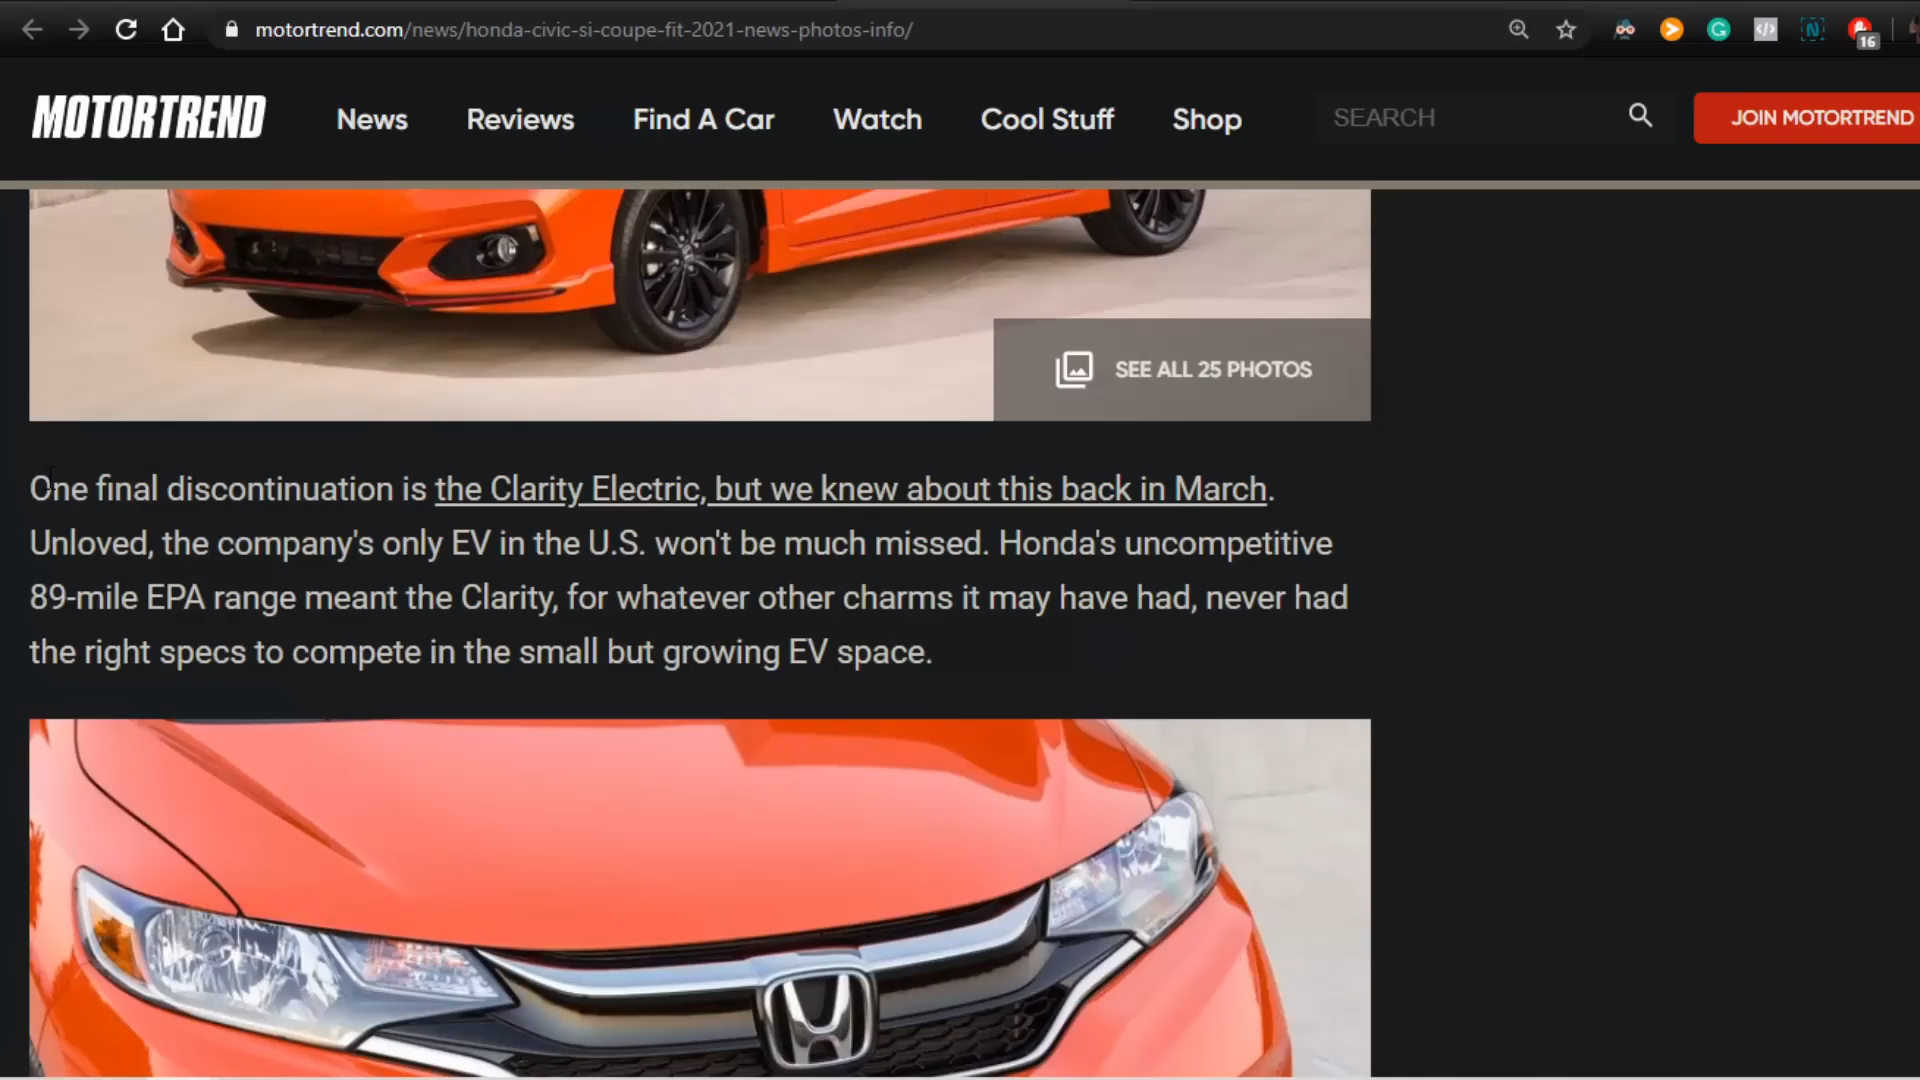 motortrend.com/news/honda-civic-si-coupe-fit-2021-news-photos-info/
16
MOTORTREND
News
Reviews
Find A Car
Watch
Cool Stuff
Shop
SEARCH
JOIN MOTORTREND
SEE ALL 25 PHOTOS
One final discontinuation is the Clarity Electric, but we knew about this back in March.
Unloved, the company's only EV in the U.S. won't be much missed. Honda's uncompetitive
89-mile EPA range meant the Clarity, for whatever other charms it may have had, never had
the right specs to compete in the small but growing EV space.